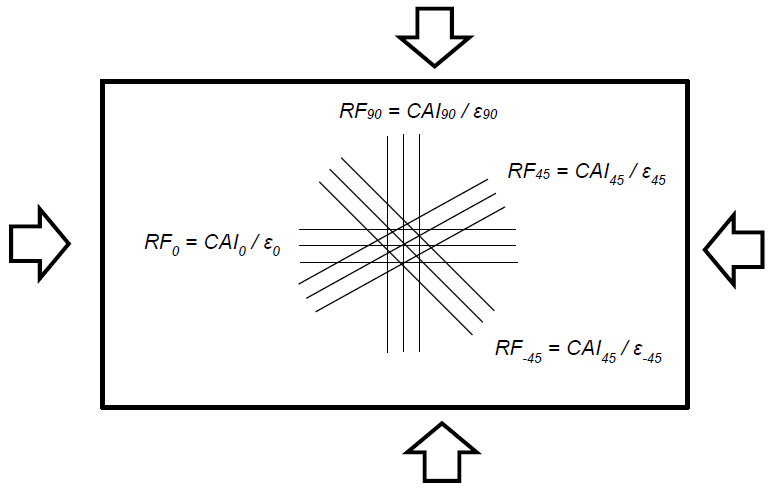 RF90 = CAI90 / ε90
RF45 = CAI45 / ε45
RF0 = CAI0 / ε0
RF-45 = CAI45 / ε-45